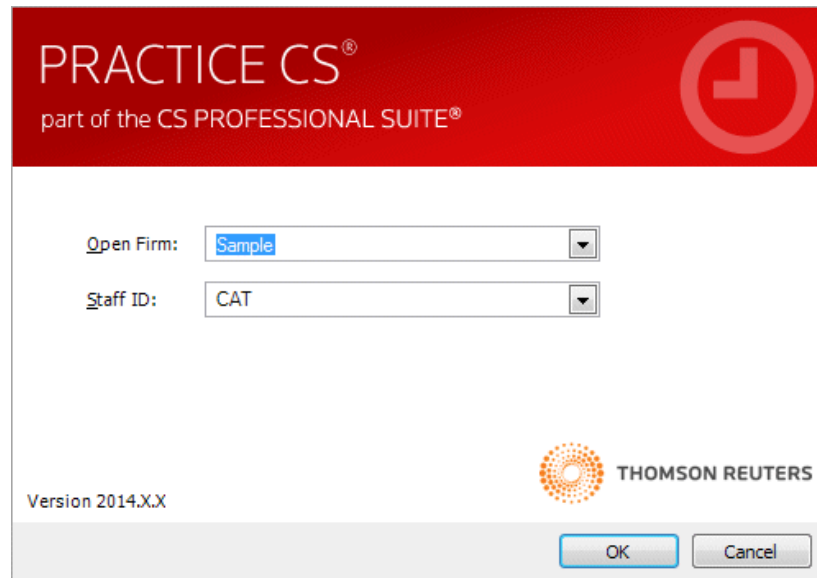 PRACTICE CS®
part of the CS PROFESSIONAL SUITE®
Open Firm: Sample
Staff ID: CAT
THOMSON REUTERS
Version 2014.X.X
OK Cancel